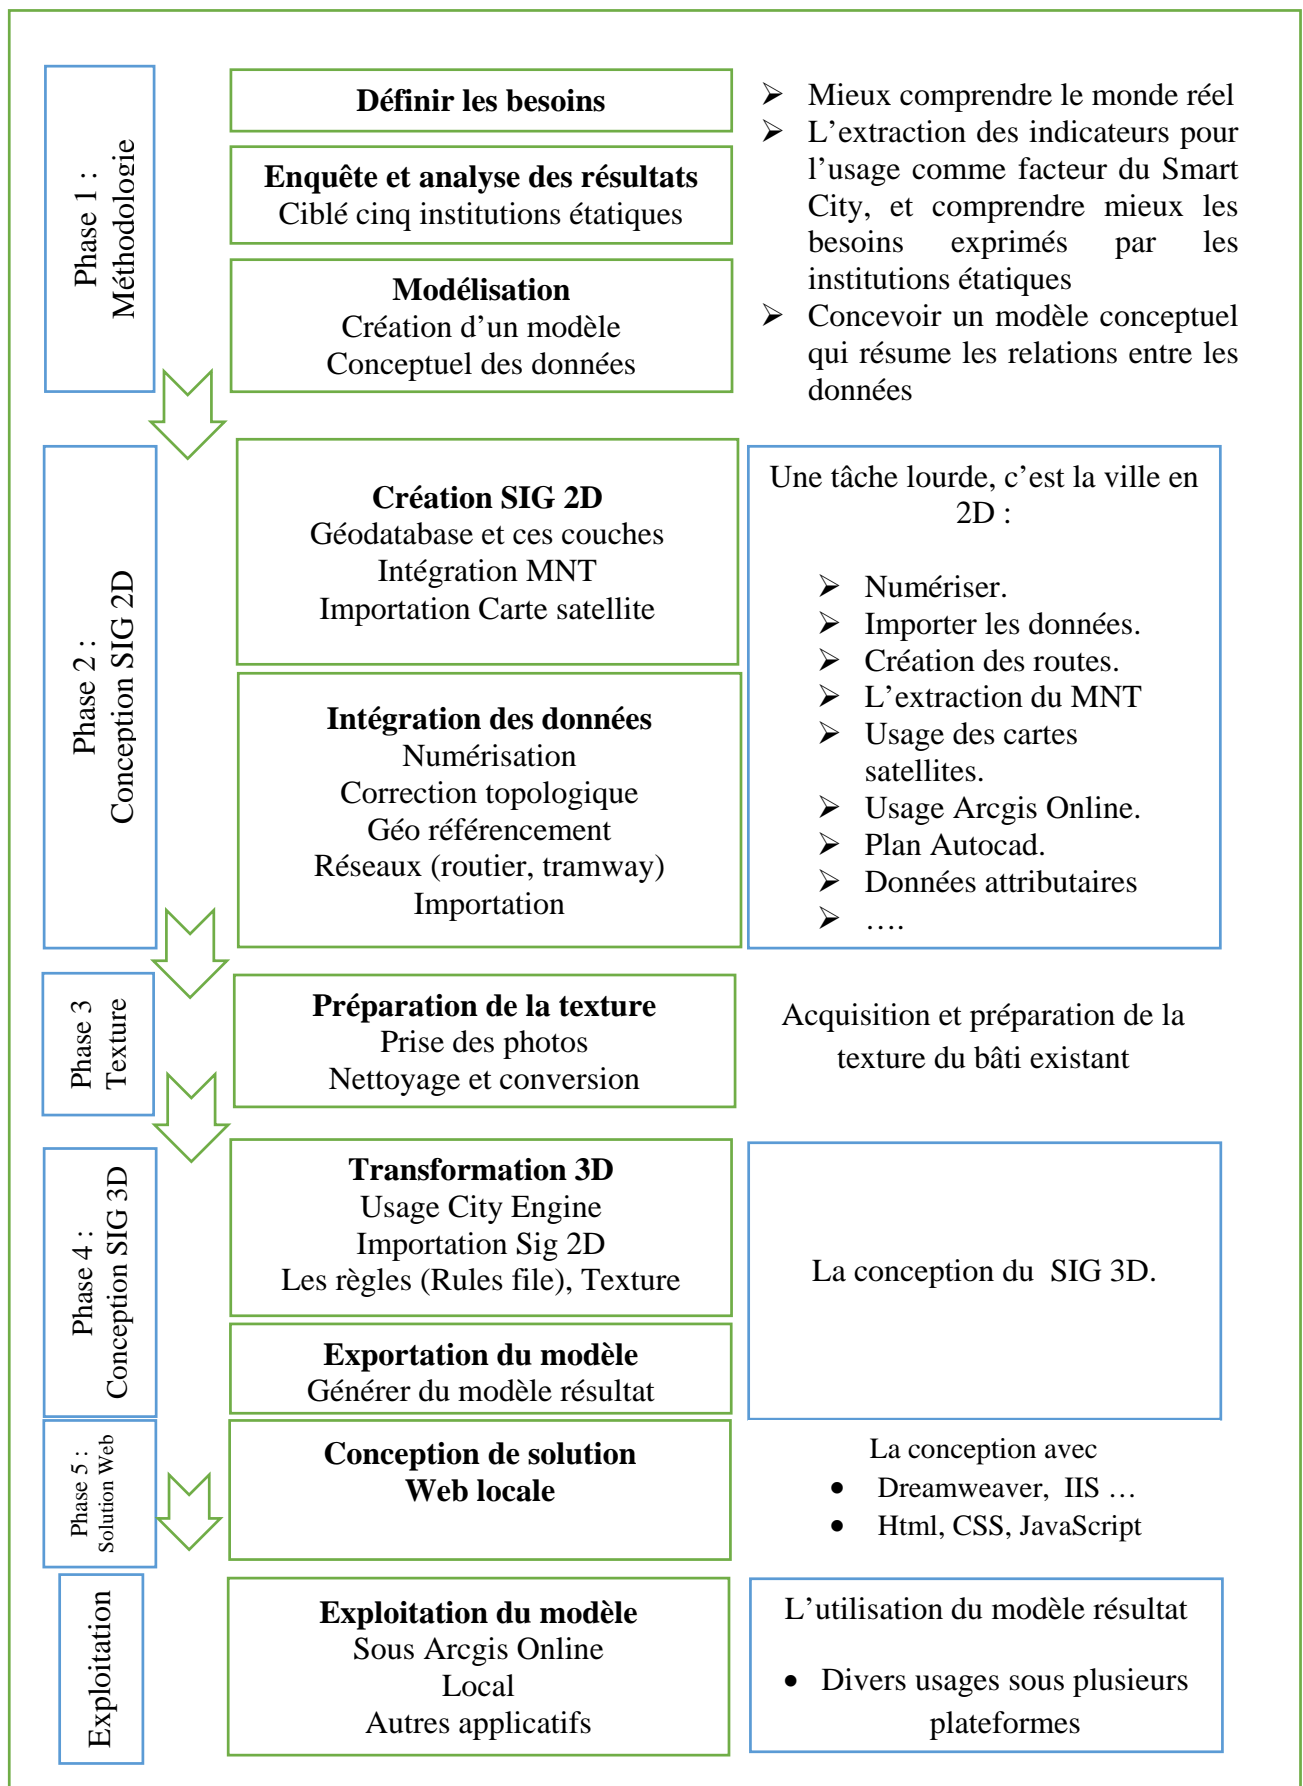 Phase 1 :
Méthodologie
Définir les besoins
Enquête et analyse des résultats
Ciblé cinq institutions étatiques
Modélisation
Création d’un modèle
Conceptuel des données
➢ Mieux comprendre le monde réel
➢ L’extraction des indicateurs pour
l’usage comme facteur du Smart
City, et comprendre mieux les
besoins exprimés par les
institutions étatiques
➢ Concevoir un modèle conceptuel
qui résume les relations entre les
données
Phase 2 :
Conception SIG 2D
Création SIG 2D
Géodatabase et ces couches
Intégration MNT
Importation Carte satellite
Intégration des données
Numérisation
Correction topologique
Géo référencement
Réseaux (routier, tramway)
Importation
Une tâche lourde, c’est la ville en
2D :
➢ Numériser.
➢ Importer les données.
➢ Création des routes.
➢ L’extraction du MNT
➢ Usage des cartes
satellites.
➢ Usage Arcgis Online.
➢ Plan Autocad.
➢ Données attributaires
➢ ….
Phase 3
Texture
Préparation de la texture
Prise des photos
Nettoyage et conversion
Acquisition et préparation de la
texture du bâti existant
Phase 4 :
Conception SIG 3D
Transformation 3D
Usage City Engine
Importation Sig 2D
Les règles (Rules file), Texture
Exportation du modèle
Générer du modèle résultat
La conception du SIG 3D.
Phase 5 :
Solution Web
Conception de solution
Web locale
La conception avec
• Dreamweaver, IIS …
• Html, CSS, JavaScript
Exploitation
Exploitation du modèle
Sous Arcgis Online
Local
Autres applicatifs
L’utilisation du modèle résultat
• Divers usages sous plusieurs
plateformes